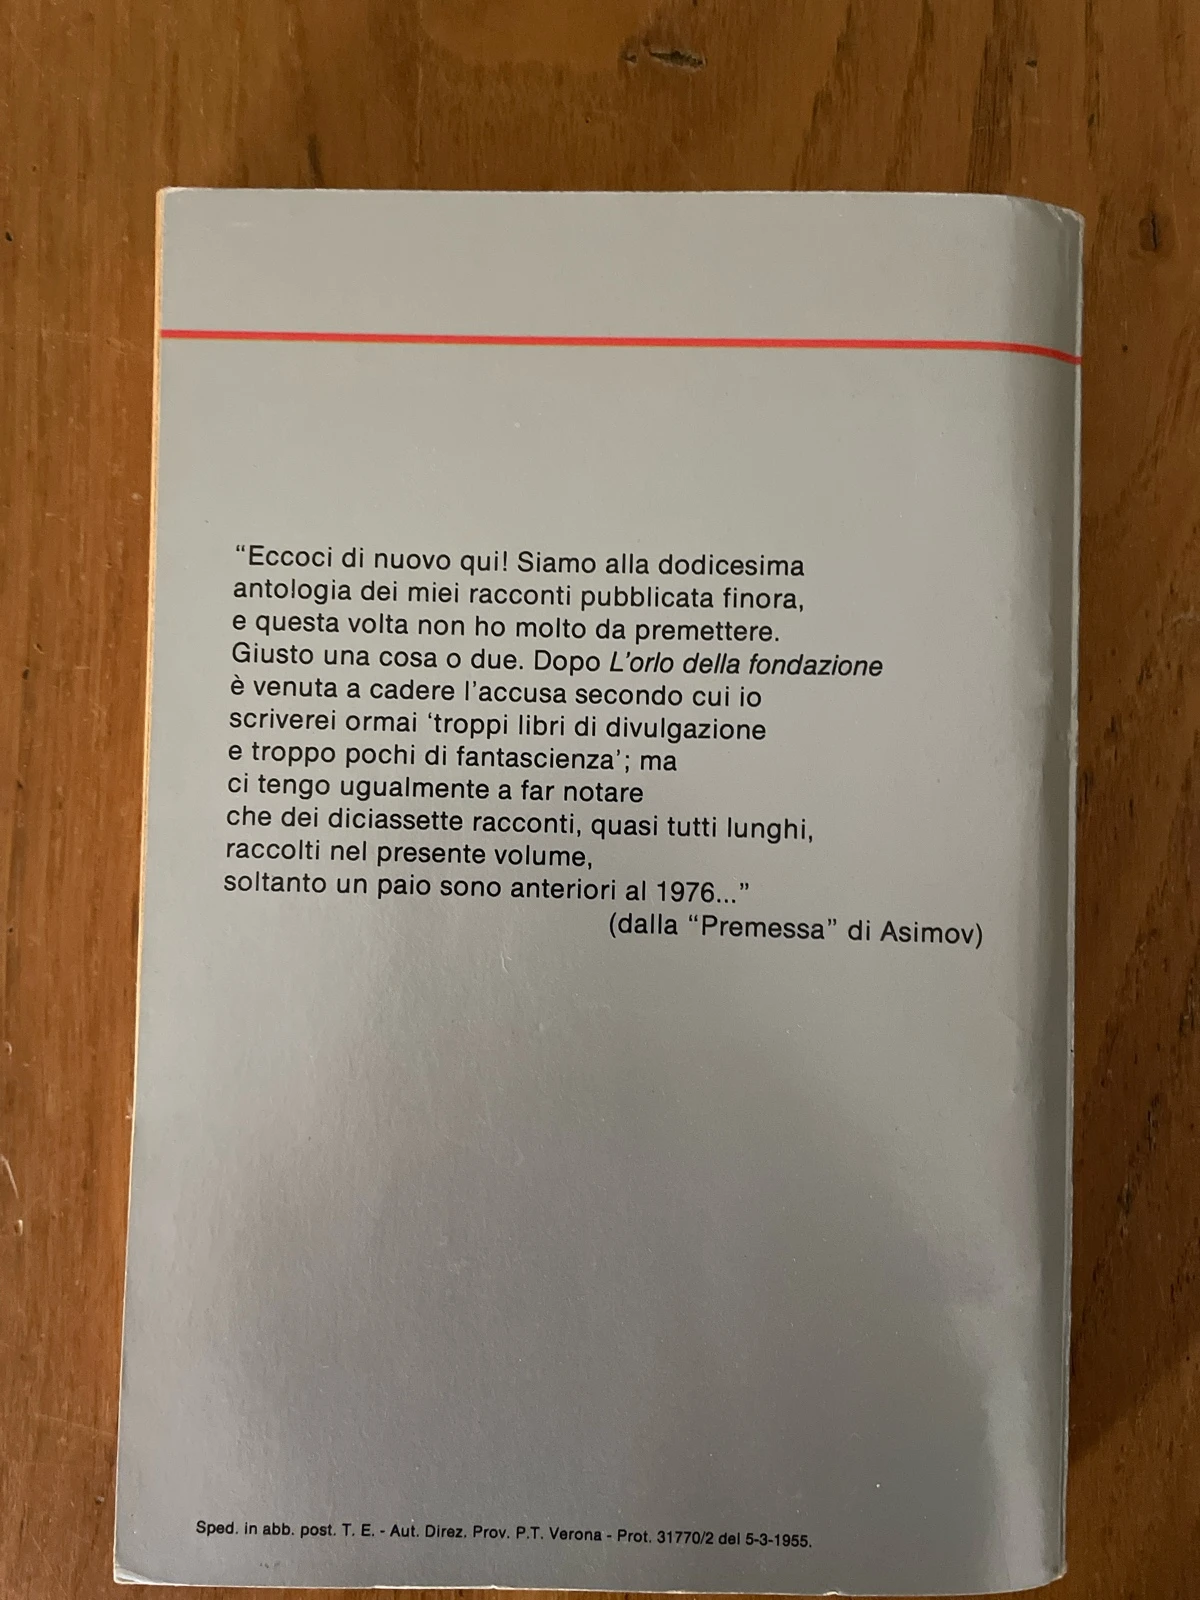 “Eccoci di nuovo qui! Siamo alla dodicesima
antologia dei miei racconti pubblicata finora,
e questa volta non ho molto da premettere.
Giusto una cosa o due. Dopo L’orlo della fondazione
è venuta a cadere l’accusa secondo cui io
scriverei ormai ‘troppi libri di divulgazione
e troppo pochi di fantascienza’; ma
ci tengo ugualmente a far notare
che dei diciassette racconti, quasi tutti lunghi,
raccolti nel presente volume,
soltanto un paio sono anteriori al 1976...”
(dalla “Premessa” di Asimov)
Sped. in abb. post. T. E. - Aut. Direz. Prov. P.T. Verona - Prot. 31770/2 del 5-3-1955.